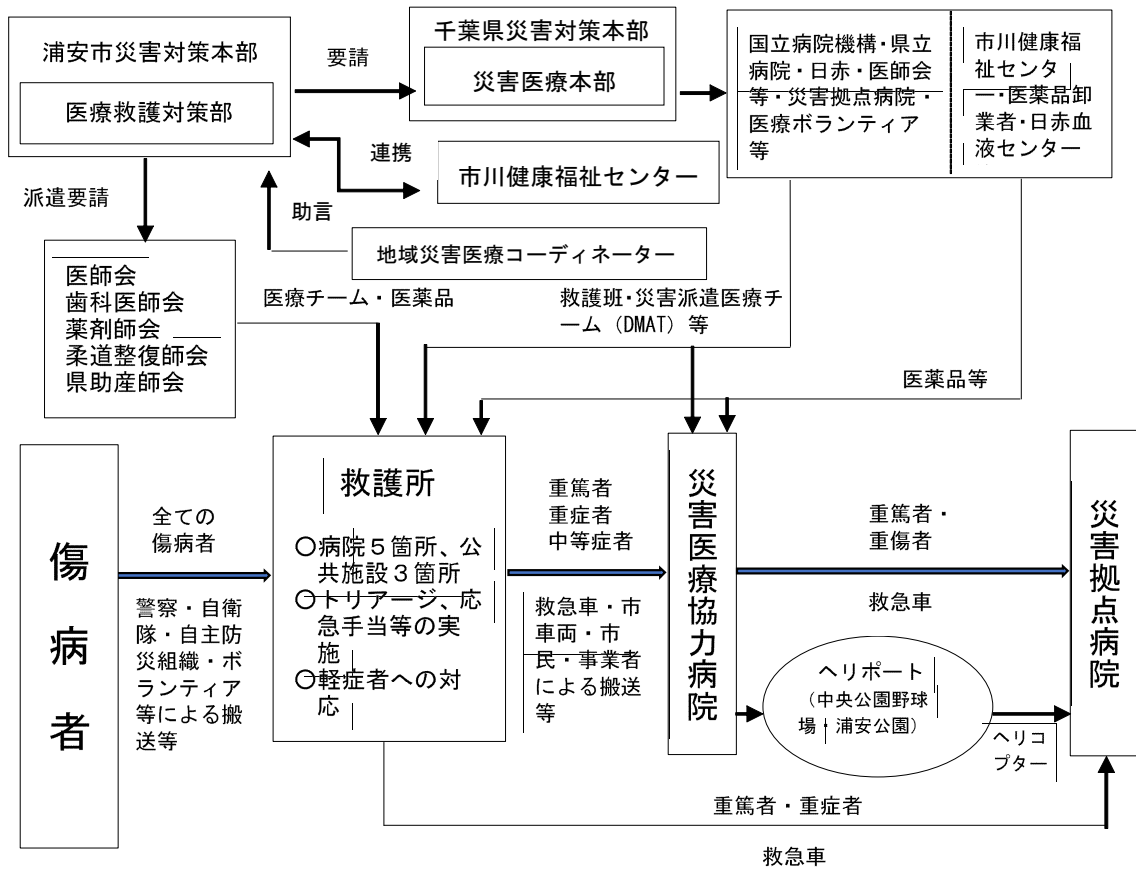 浦安市災害対策本部
医療救護対策部
要請
千葉県災害対策本部
災害医療本部
国立病院機構・県立
病院・日赤・医師会
等・災害拠点病院・
医療ボランティア
等
市川健康福
祉センタ
ー・医薬品卸
業者・日赤血
液センター
連携
市川健康福祉センター
派遣要請
助言
地域災害医療コーディネーター
医師会
歯科医師会
薬剤師会
柔道整復師会
県助産師会
医療チーム・医薬品
救護班・災害派遣医療チ
ーム（DMAT）等
医薬品等
傷病者
全ての
傷病者
警察・自衛
隊・自主防
災組織・ボ
ランティア
等による搬
送等
救護所
○病院５箇所、公
共施設３箇所
○トリアージ、応
急手当等の実
施
○軽症者への対
応
重篤者
重症者
中等症者
救急車・市
車両・市
民・事業者
による搬送
等
災害医療協力病院
重篤者・
重傷者
救急車
ヘリポート
（中央公園野球
場・浦安公園）
ヘリコ
プター
災害拠点病院
重篤者・重症者
救急車